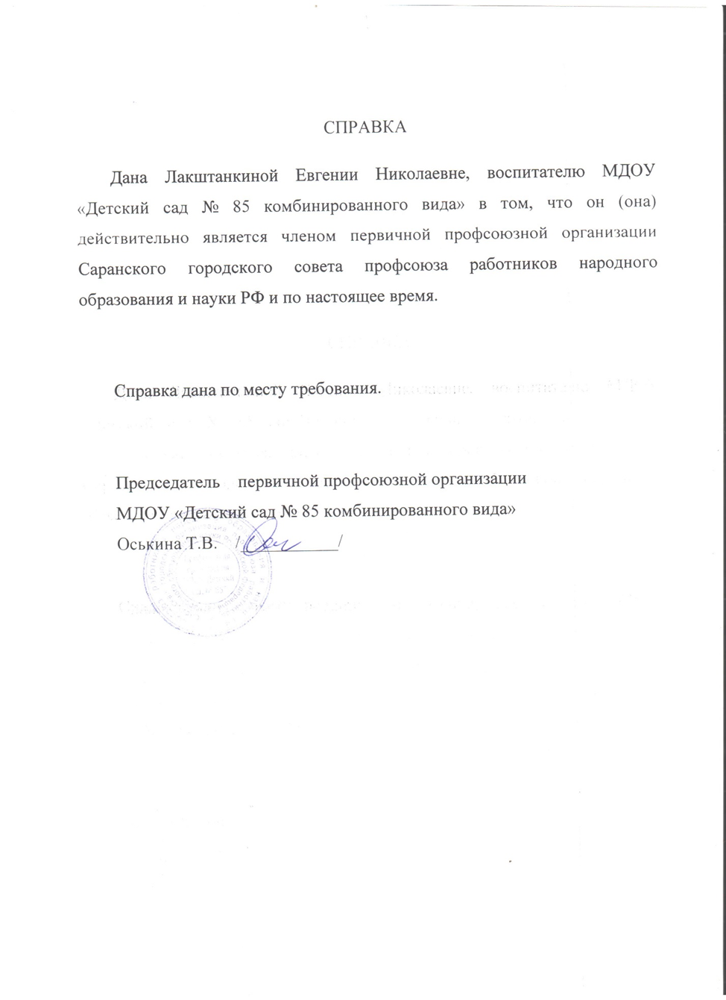 СПРАВКА
Дана Лакштанкиной Евгении Николаевне, воспитателю МДОУ
«Детский сад № 85 комбинированного вида» в том, что он (она)
действительно является членом первичной профсоюзной организации
Саранского городского совета профсоюза работников народного
образования и науки РФ и по настоящее время.
Справка дана по месту требования.
Председатель первичной профсоюзной организации
МДОУ «Детский сад № 85 комбинированного вида»
Оськина Т.В. /____________/